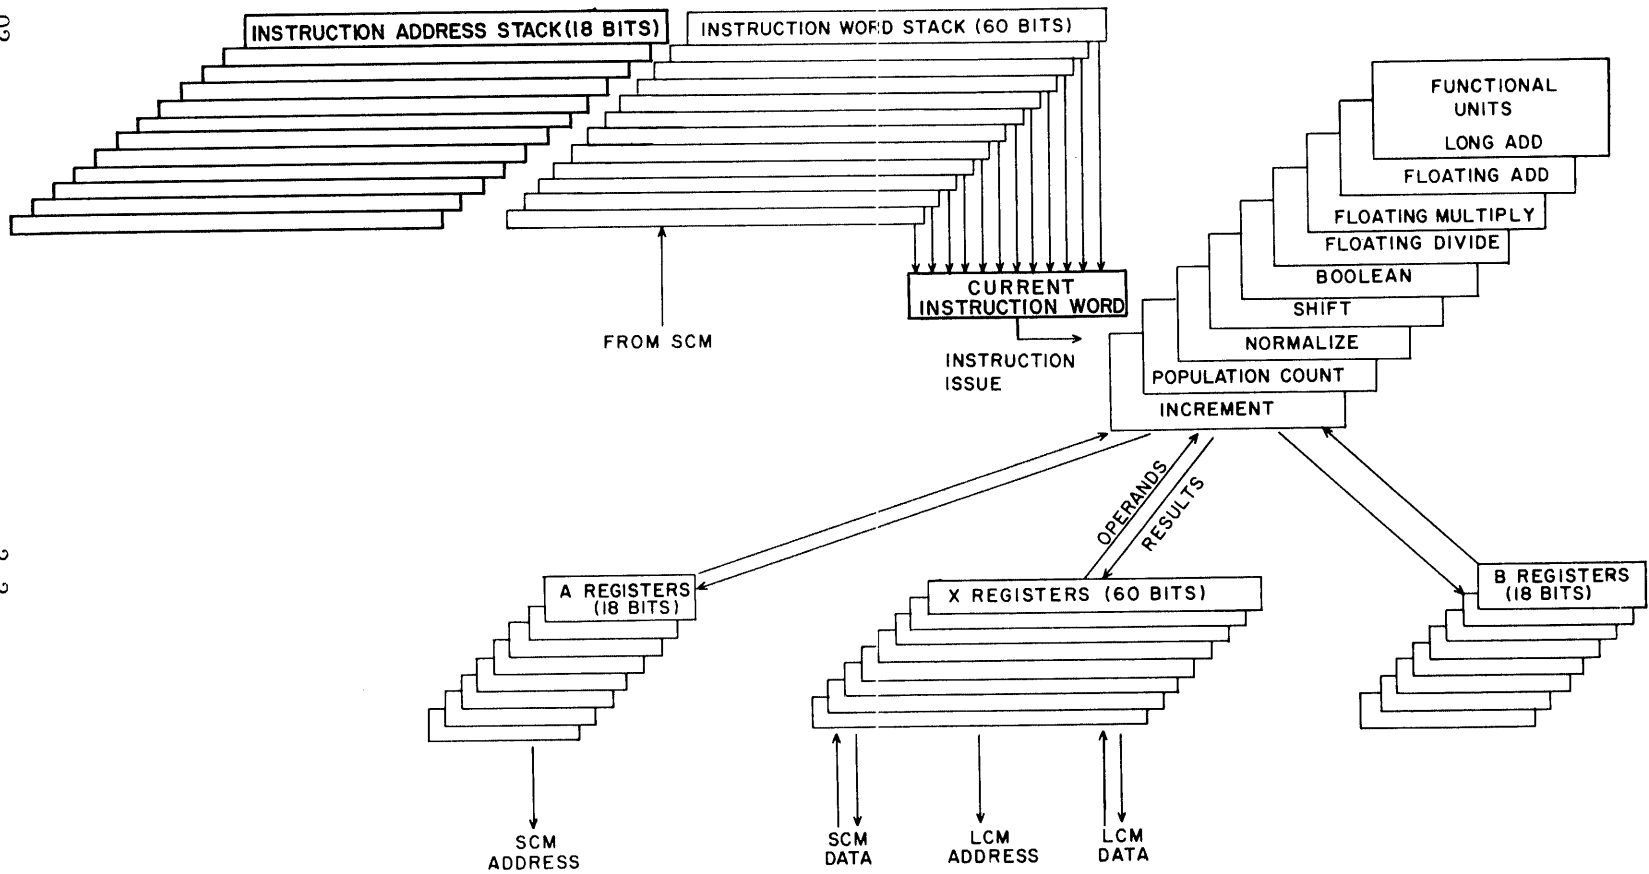 INSTRUCTION ADDRESS STACK (18 BITS)
INSTRUCTION WORD STACK (60 BITS)
FUNCTIONAL
UNITS
LONG ADD
FLOATING ADD
FLOATING MULTIPLY
FLOATING DIVIDE
BOOLEAN
SHIFT
NORMALIZE
POPULATION COUNT
INCREMENT
CURRENT
INSTRUCTION WORD
FROM SCM
INSTRUCTION
ISSUE
OPERANDS
RESULTS
A REGISTERS
(18 BITS)
X REGISTERS (60 BITS)
B REGISTERS
(18 BITS)
SCM
ADDRESS
SCM
DATA
LCM
ADDRESS
LCM
DATA